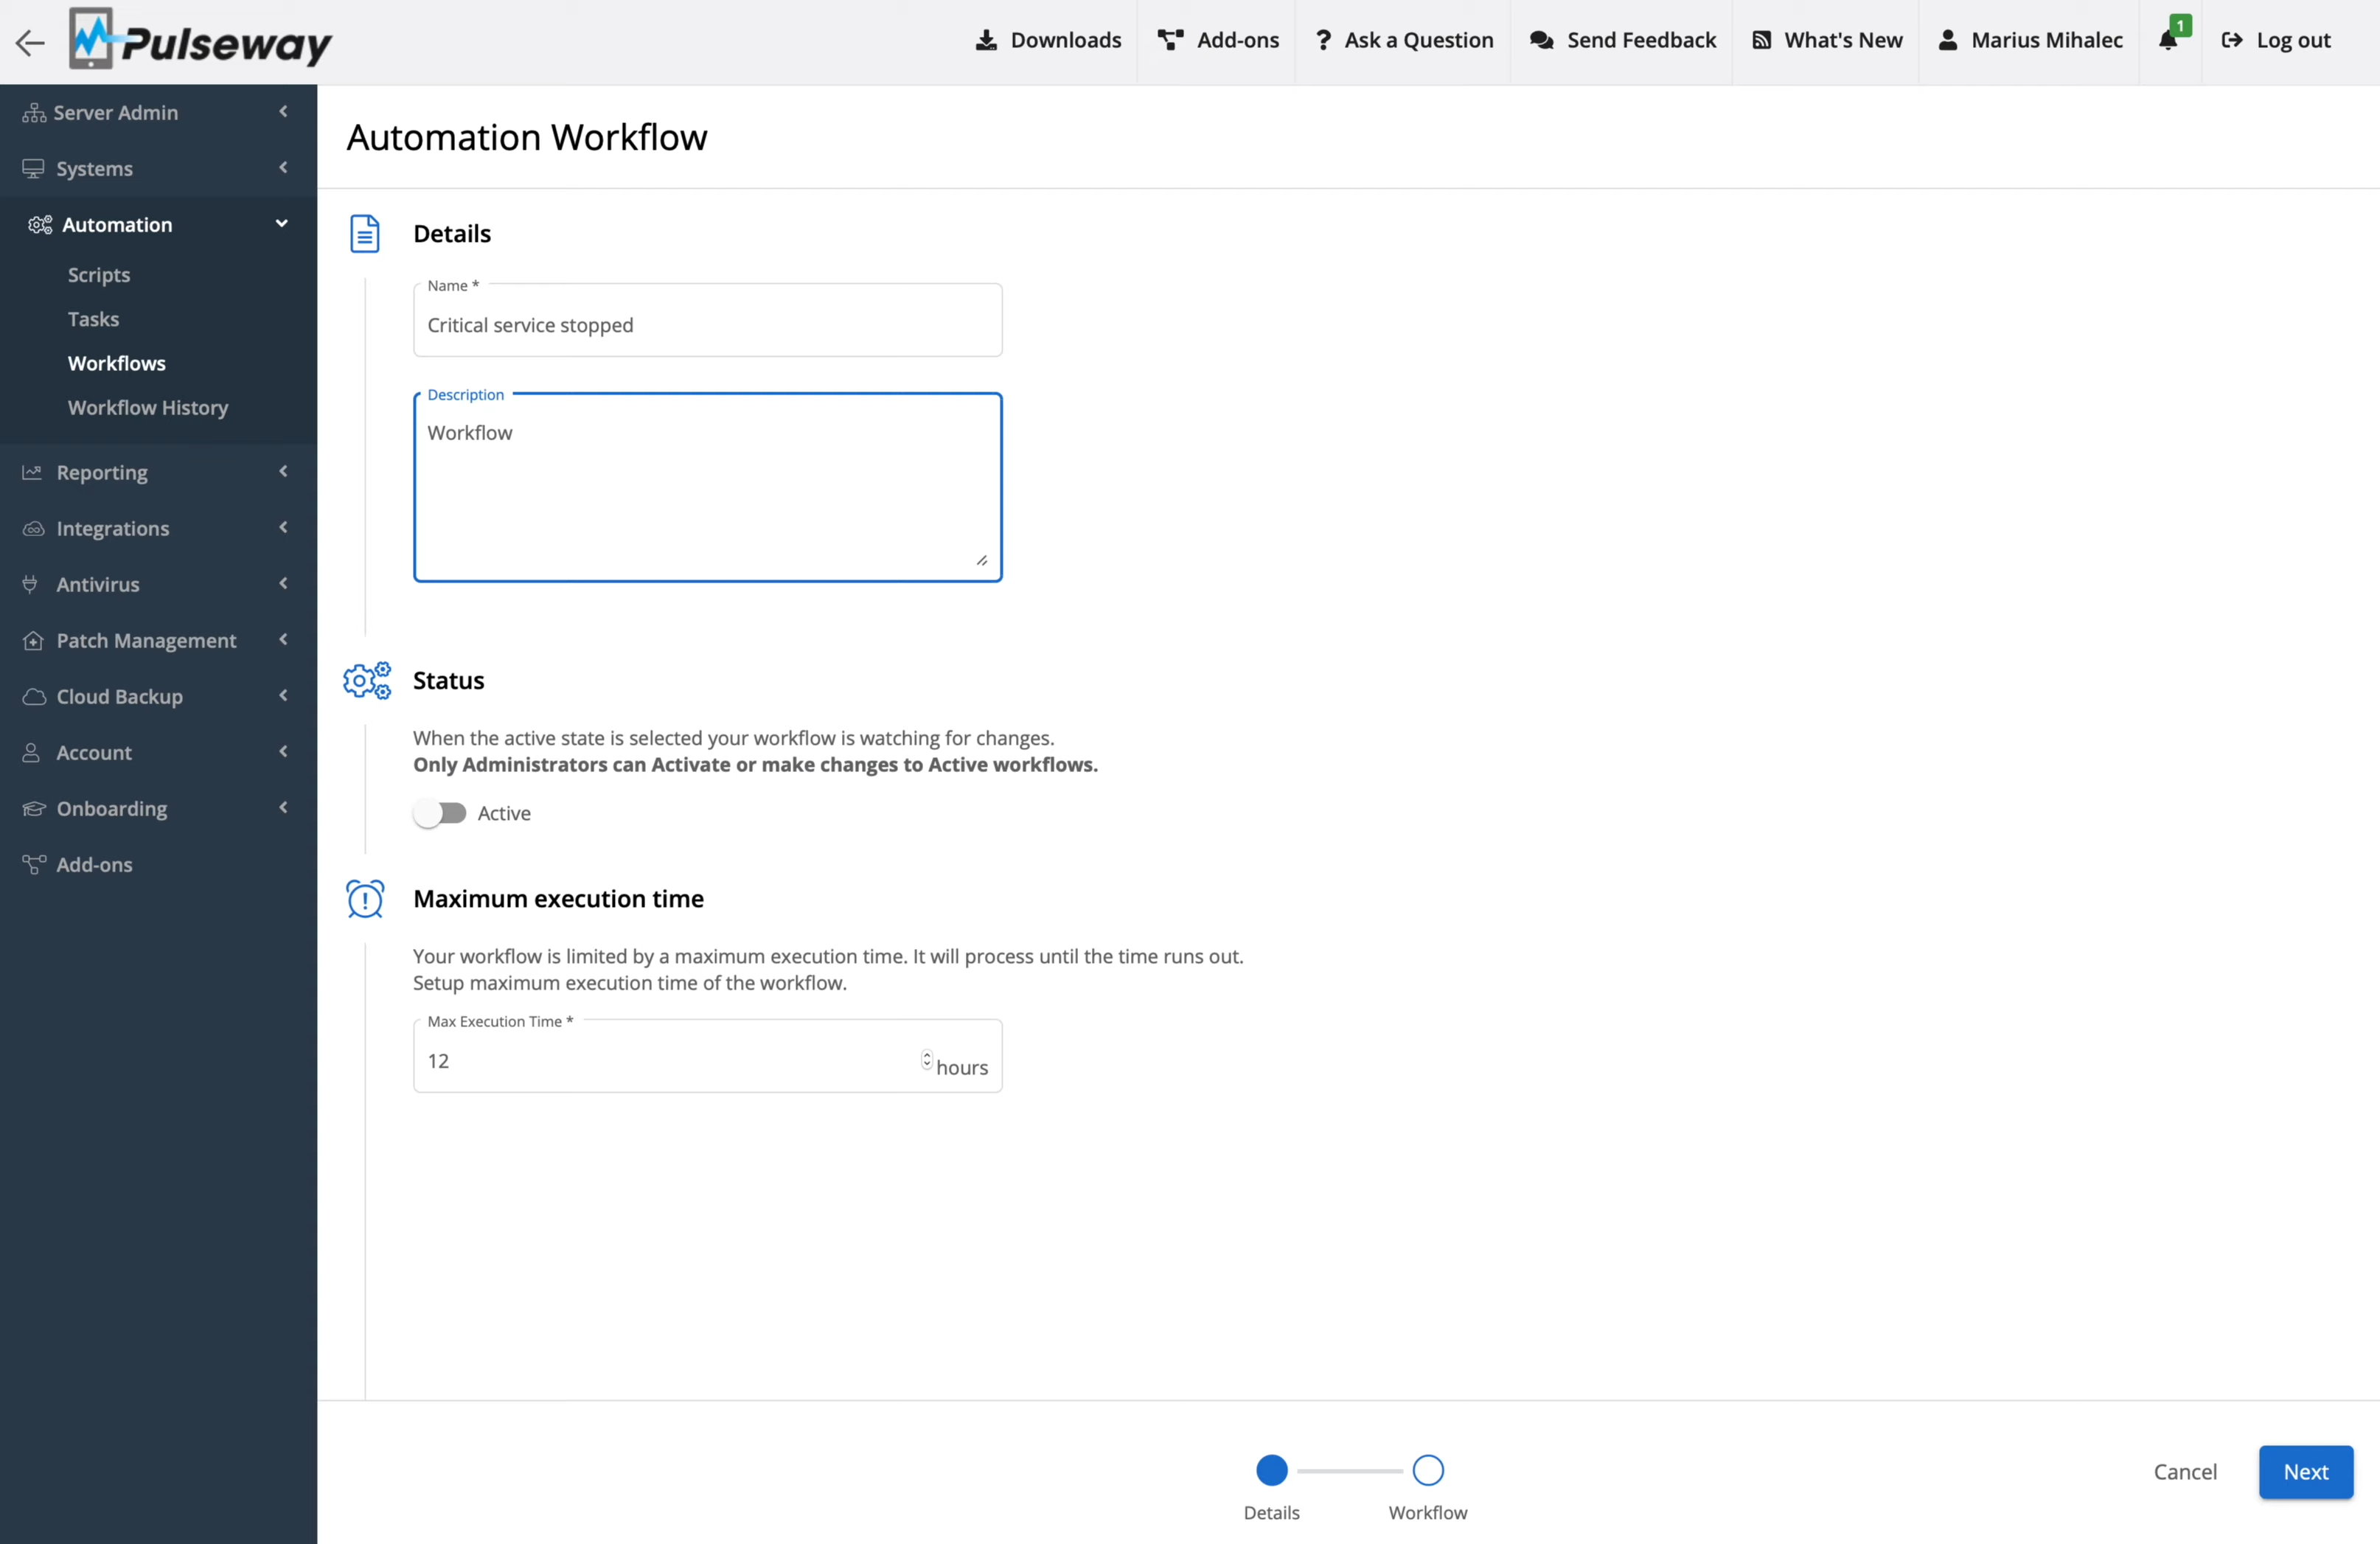 Pulseway
Downloads
Add-ons
Ask a Question
Send Feedback
What's New
Marius Mihalec
1
Log out
Server Admin
Systems
Automation
Scripts
Tasks
Workflows
Workflow History
Reporting
Integrations
Antivirus
Patch Management
Cloud Backup
Account
Onboarding
Add-ons
Automation Workflow
Details
Name *
Critical service stopped
Description
Workflow
Status
When the active state is selected your workflow is watching for changes.
Only Administrators can Activate or make changes to Active workflows.
Active
Maximum execution time
Your workflow is limited by a maximum execution time. It will process until the time runs out.
Setup maximum execution time of the workflow.
Max Execution Time *
12 hours
Details
Workflow
Cancel
Next